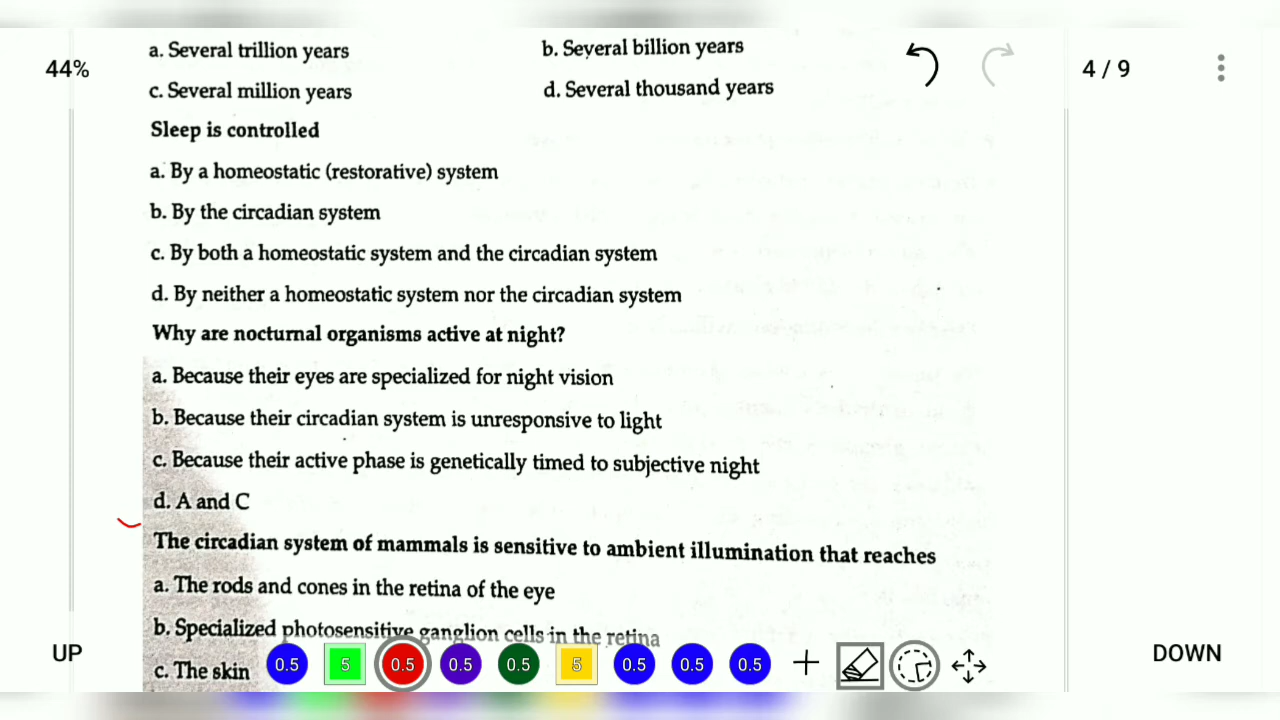 44%
4 / 9
a. Several trillion years
b. Several billion years
c. Several million years
d. Several thousand years
Sleep is controlled
a. By a homeostatic (restorative) system
b. By the circadian system
c. By both a homeostatic system and the circadian system
d. By neither a homeostatic system nor the circadian system
Why are nocturnal organisms active at night?
a. Because their eyes are specialized for night vision
b. Because their circadian system is unresponsive to light
c. Because their active phase is genetically timed to subjective night
d. A and C
The circadian system of mammals is sensitive to ambient illumination that reaches
a. The rods and cones in the retina of the eye
b. Specialized photosensitive ganglion cells in the retina
c. The skin
UP
0.5 5 0.5 0.5 0.5 5 0.5 0.5 0.5
DOWN